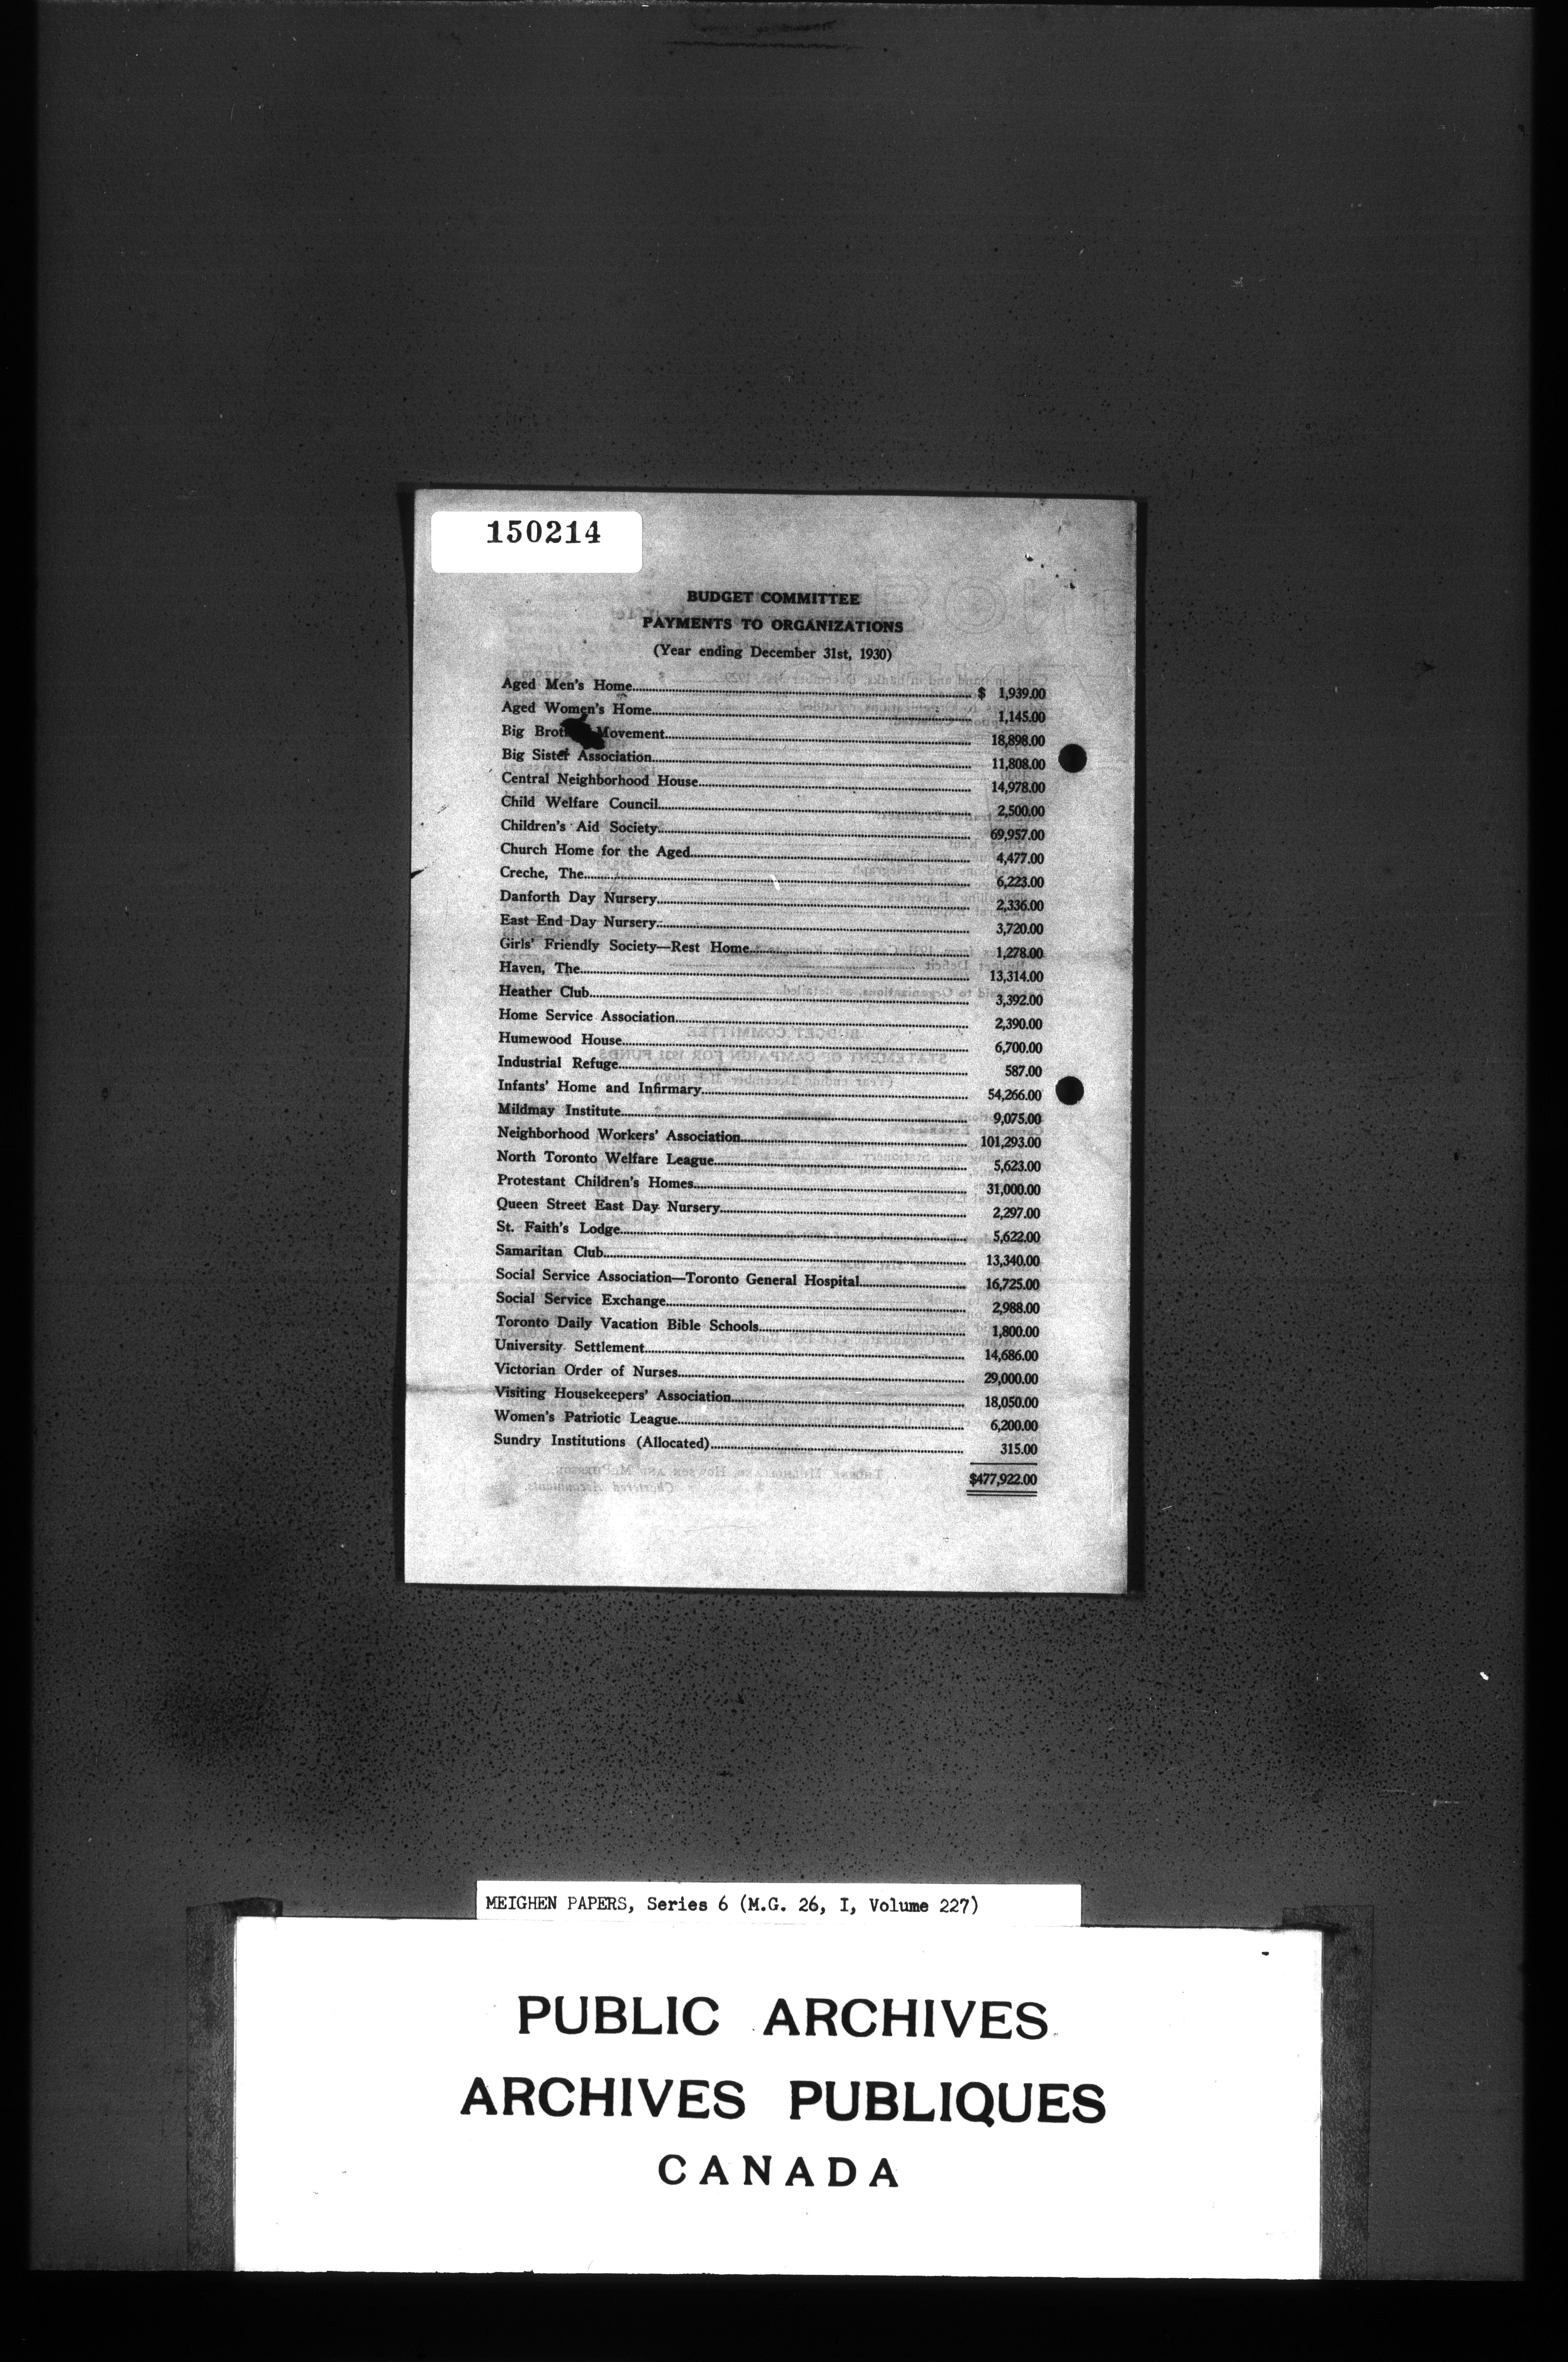 150214
BUDGET COMMITTEE
PAYMENTS TO ORGANIZATIONS
(Year ending December 31st, 1930)
Aged Men's Home $ 1,939.00
Aged Women's Home 1,145.00
Big Movement 18,898.00
Big Sister Association 11,808.00
Central Neighborhood House 14,978.00
Child Welfare Council 2,500.00
Children's Aid Society 69,957.00
Church Home for the Aged 4,477.00
Creche, The 6,223.00
Danforth Day Nursery 2,336.00
East End Day Nursery 3,720.00
Girls' Friendly Society—Rest Home 1,278.00
Haven, The 13,314.00
Heather Club 3,392.00
Home Service Association 2,390.00
Humewood House 6,700.00
Industrial Refuge 587.00
Infants' Home and Infirmary 54,266.00
Mildmay Institute 9,075.00
Neighborhood Workers' Association 101,293.00
North Toronto Welfare League 5,623.00
Protestant Children's Homes 31,000.00
Queen Street East Day Nursery 2,297.00
St. Faith's Lodge 5,622.00
Samaritan Club 13,340.00
Social Service Association—Toronto General Hospital 16,725.00
Social Service Exchange 2,988.00
Toronto Daily Vacation Bible Schools 1,800.00
University Settlement 14,686.00
Victorian Order of Nurses 29,000.00
Visiting Housekeepers' Association 18,050.00
Women's Patriotic League 6,200.00
Sundry Institutions (Allocated) 315.00
$477,922.00
MEIGHEN PAPERS, Series 6 (M.G. 26, I, Volume 227)
PUBLIC ARCHIVES
ARCHIVES PUBLIQUES
CANADA